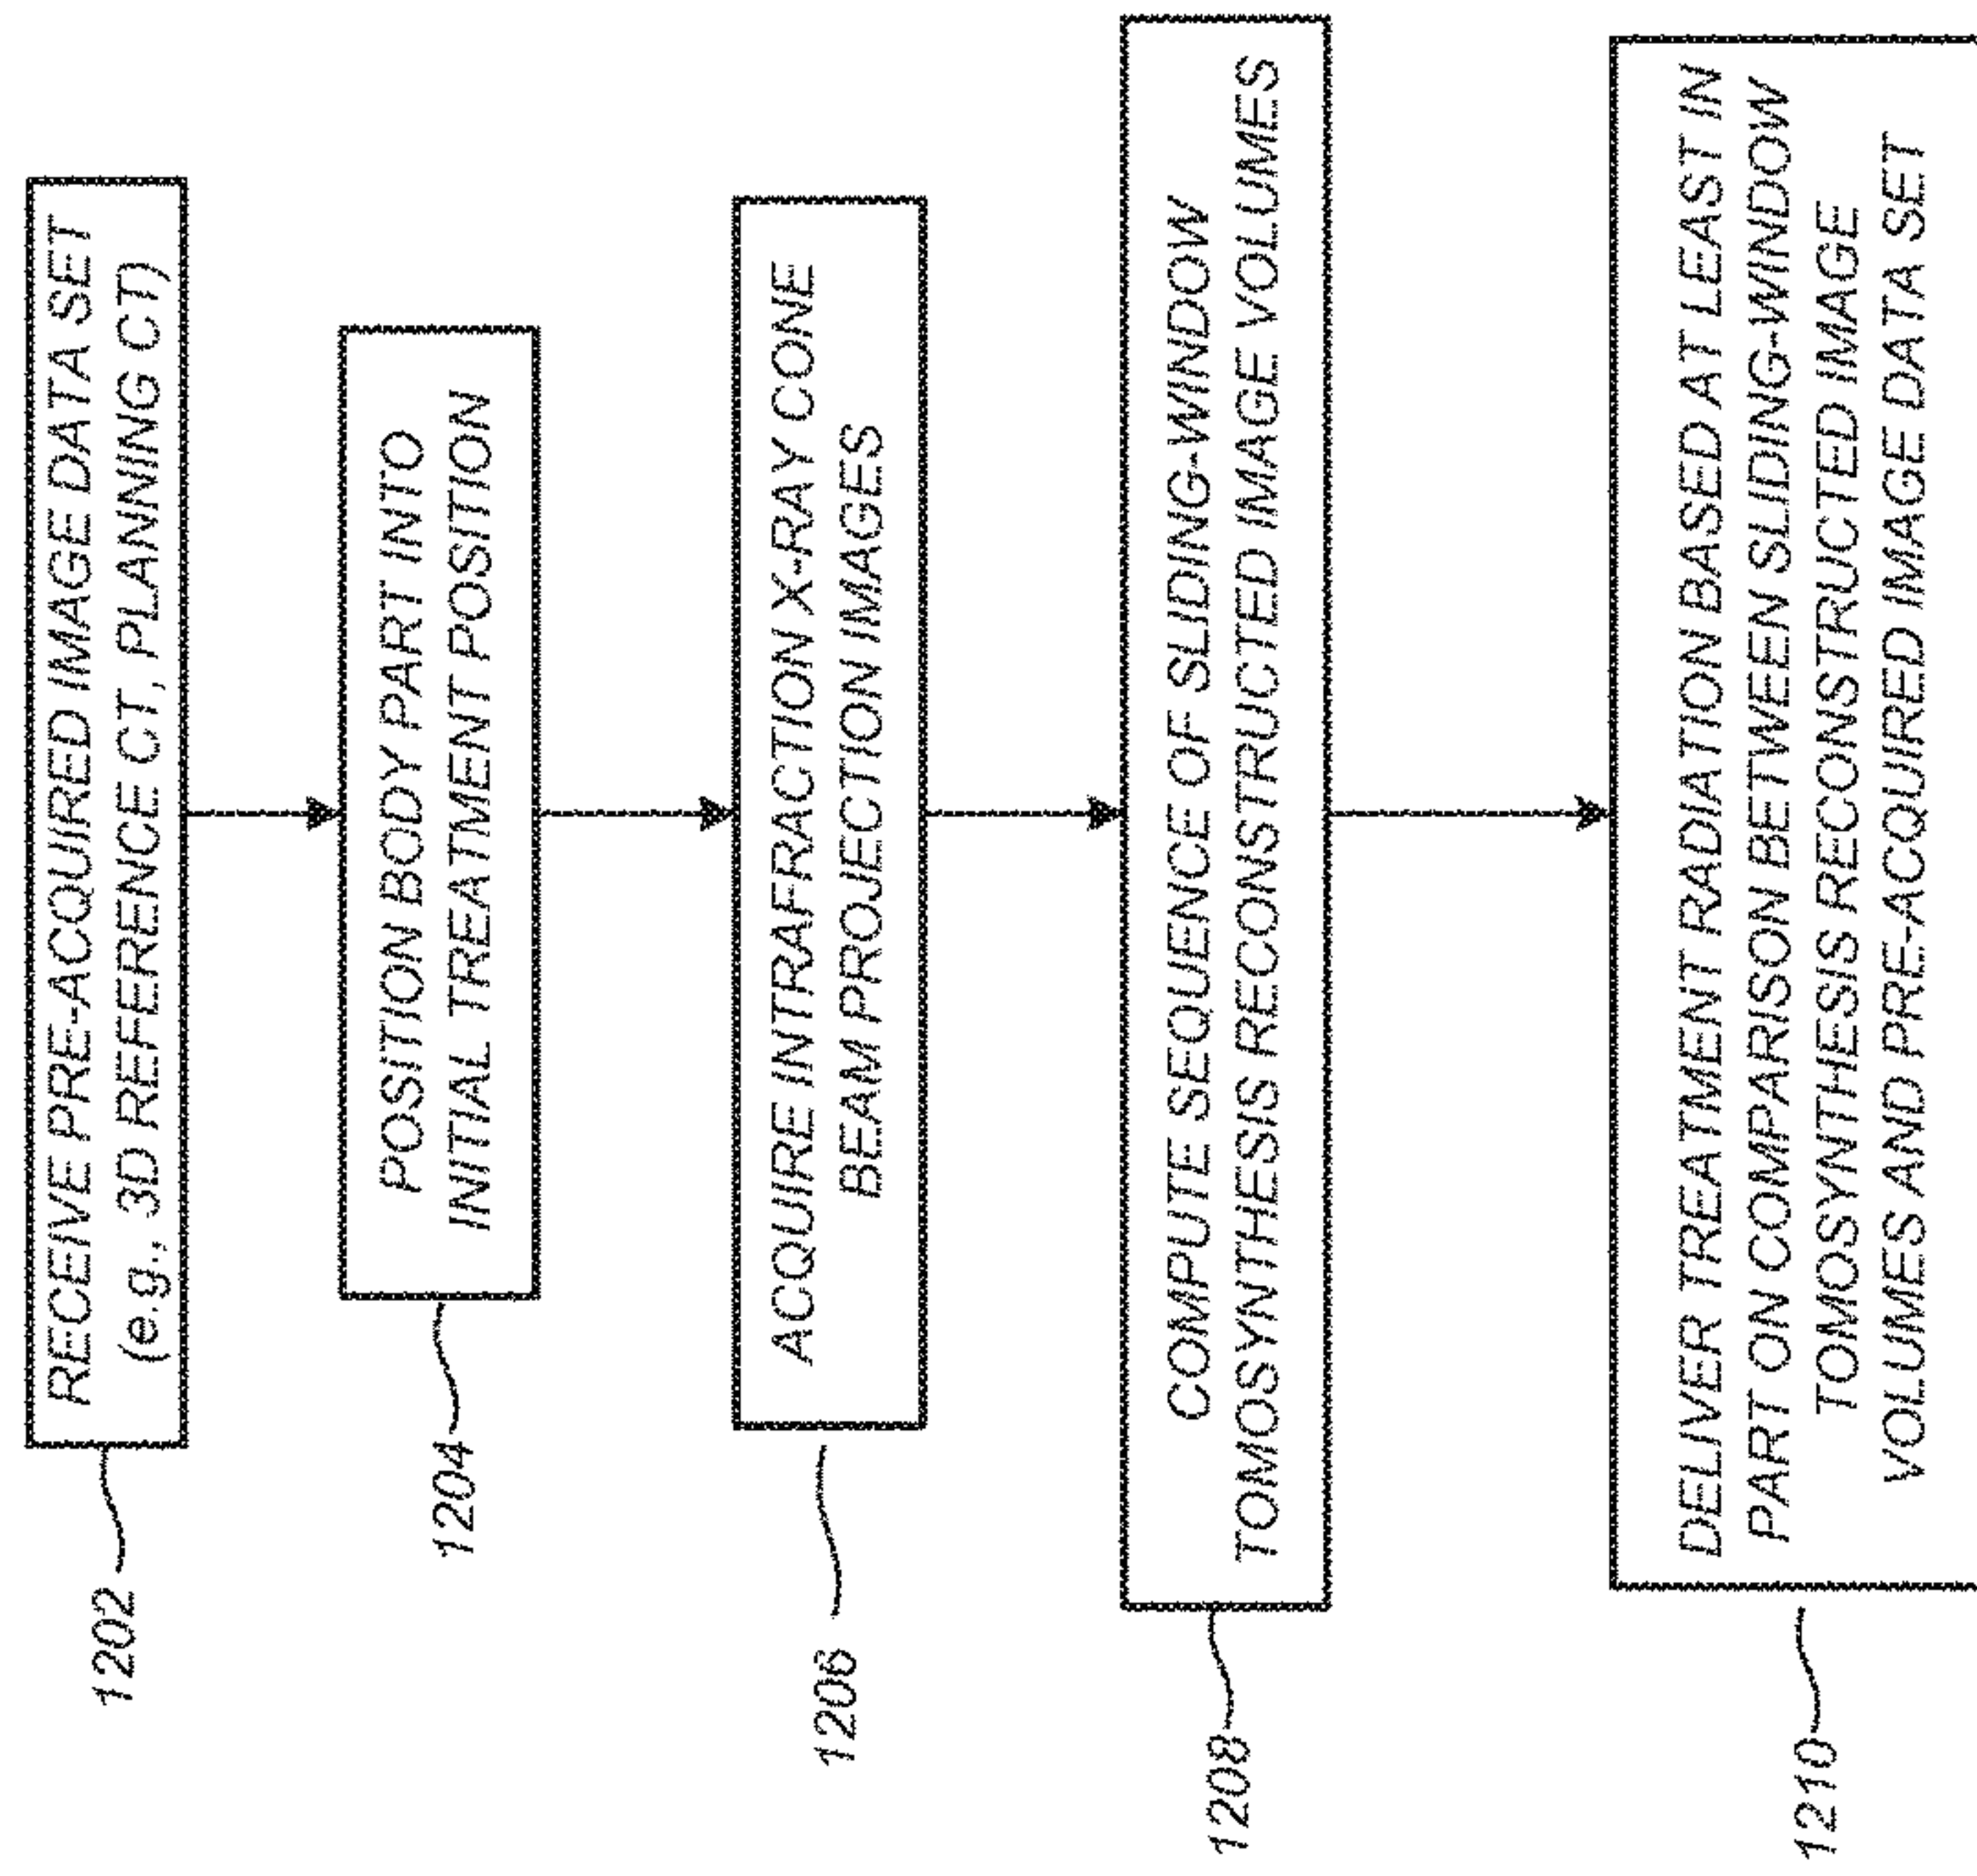 RECEIVE PRE-ACQUIRED IMAGE DATA SET
(e.g., 3D REFERENCE CT, PLANNING CT)
1202
POSITION BODY PART INTO
INITIAL TREATMENT POSITION
1204
ACQUIRE INTRAFRACTION X-RAY CONE
BEAM PROJECTION IMAGES
1206
COMPUTE SEQUENCE OF SLIDING-WINDOW
TOMOSYNTHESIS RECONSTRUCTED IMAGE VOLUMES
1208
DELIVER TREATMENT RADIATION BASED AT LEAST IN
PART ON COMPARISON BETWEEN SLIDING-WINDOW
TOMOSYNTHESIS RECONSTRUCTED IMAGE
VOLUMES AND PRE-ACQUIRED IMAGE DATA SET
1210